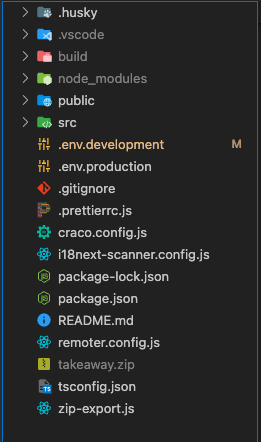 .husky
.vscode
build
node_modules
public
src
.env.development M
.env.production
.gitignore
.prettierrc.js
craco.config.js
i18next-scanner.config.js
package-lock.json
package.json
README.md
remoter.config.js
takeaway.zip
tsconfig.json
zip-export.js